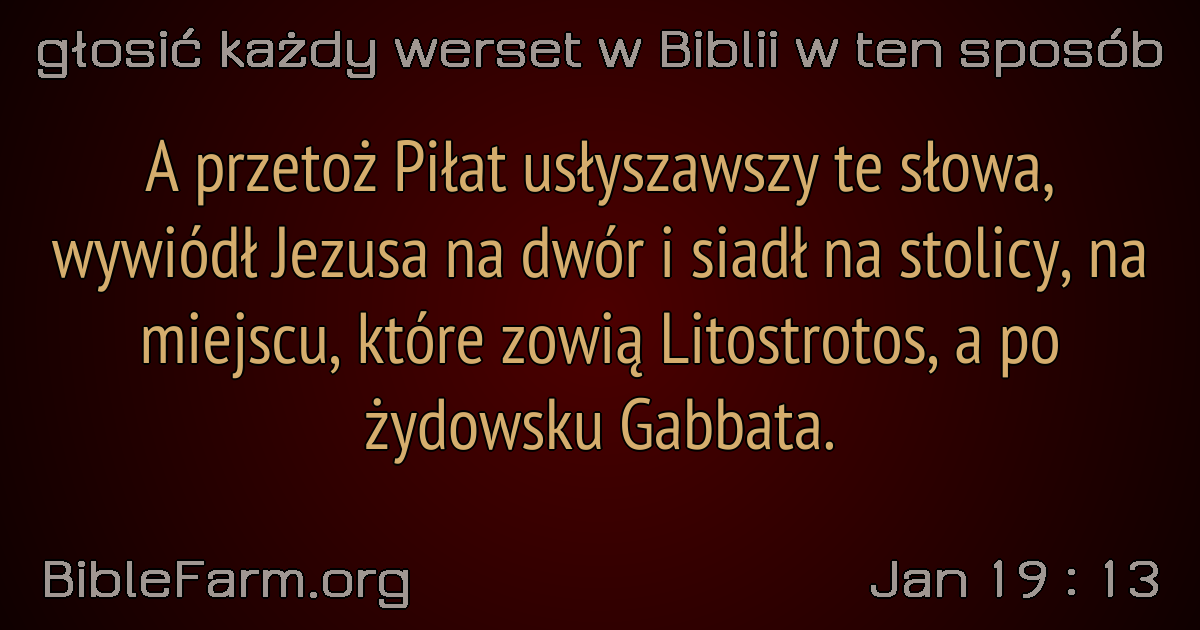 głosić każdy werset w Biblii w ten sposób
A przetoż Piłat usłyszawszy te słowa,
wywiódł Jezusa na dwór i siadł na stolicy, na
miejscu, które zowią Litostrotos, a po
żydowsku Gabbata.
BibleFarm.org
Jan 19 : 13